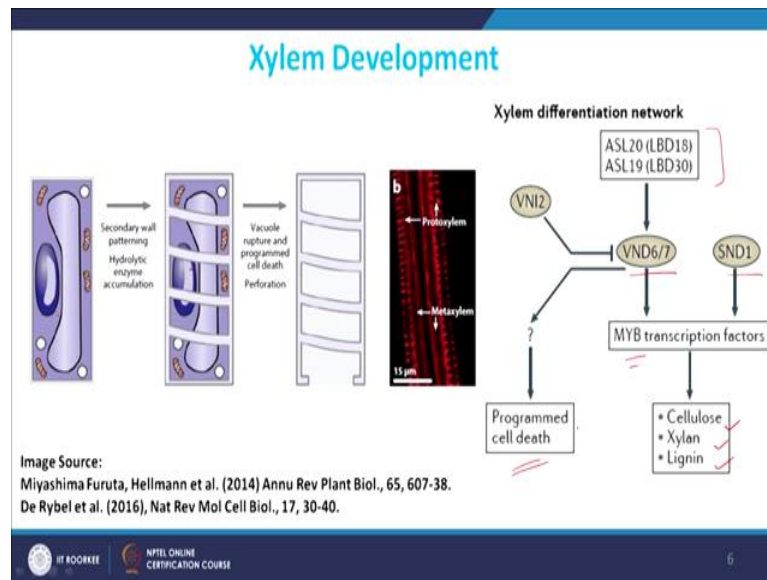 Xylem Development
Secondary wall
patterning
Hydrolytic
enzyme
accumulation
Vacuole
rupture and
programmed
cell death
Perforation
b
Protoxylem
Metaxylem
15 μm
Xylem differentiation network
ASL20 (LBD18)
ASL19 (LBD30)
VNI2
VND6/7
SND1
?
MYB transcription factors
Programmed
cell death
• Cellulose
• Xylan
• Lignin
Image Source:
Miyashima Furuta, Hellmann et al. (2014) Annu Rev Plant Biol., 65, 607-38.
De Rybel et al. (2016), Nat Rev Mol Cell Biol., 17, 30-40.
IIT ROORKEE
NPTEL ONLINE
CERTIFICATION COURSE
6